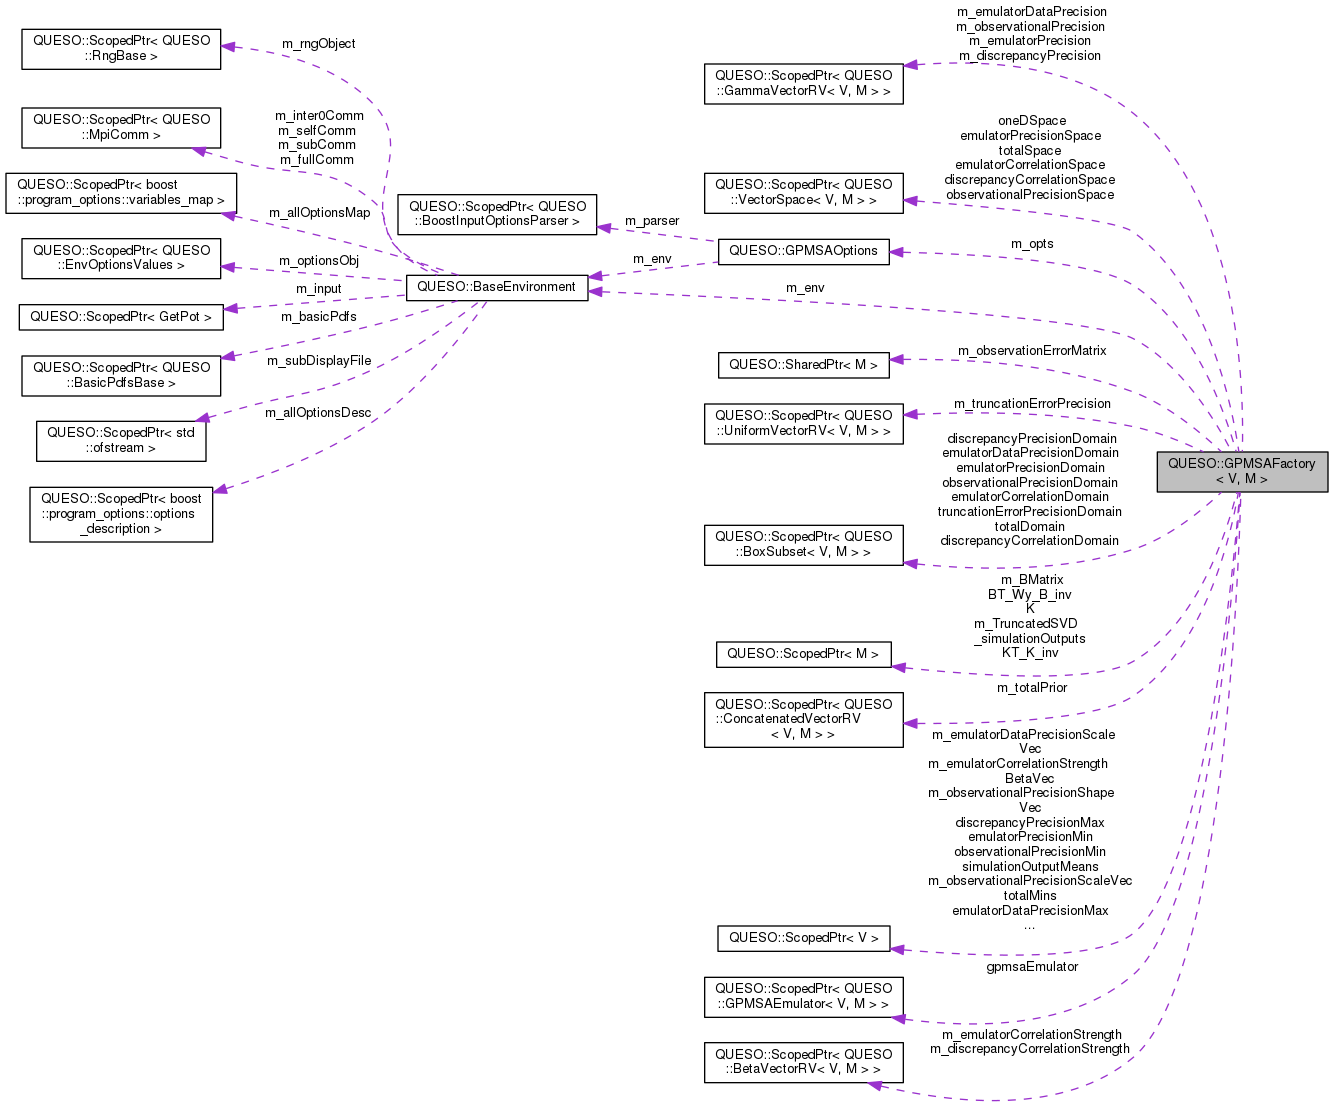 QUESO::ScopedPtr< QUESO
::RngBase >
m_rngObject
QUESO::ScopedPtr< QUESO
::MpiComm >
m_inter0Comm
m_selfComm
m_subComm
m_fullComm
QUESO::ScopedPtr< boost
::program_options::variables_map >
m_allOptionsMap
QUESO::ScopedPtr< QUESO
::EnvOptionsValues >
m_optionsObj
QUESO::ScopedPtr< GetPot >
m_input
QUESO::ScopedPtr< QUESO
::BasicPdfsBase >
m_basicPdfs
QUESO::ScopedPtr< std
::ofstream >
m_subDisplayFile
QUESO::ScopedPtr< boost
::program_options::options
_description >
m_allOptionsDesc
QUESO::ScopedPtr< QUESO
::BoostInputOptionsParser >
QUESO::BaseEnvironment
m_parser
m_env
QUESO::ScopedPtr< QUESO
::GammaVectorRV< V, M > >
m_emulatorDataPrecision
m_observationalPrecision
m_emulatorPrecision
m_discrepancyPrecision
QUESO::ScopedPtr< QUESO
::VectorSpace< V, M > >
oneDSpace
emulatorPrecisionSpace
totalSpace
emulatorCorrelationSpace
discrepancyCorrelationSpace
observationalPrecisionSpace
QUESO::GPMSAOptions
m_opts
m_env
QUESO::SharedPtr< M >
m_observationErrorMatrix
QUESO::ScopedPtr< QUESO
::UniformVectorRV< V, M > >
m_truncationErrorPrecision
QUESO::ScopedPtr< QUESO
::BoxSubset< V, M > >
discrepancyPrecisionDomain
emulatorDataPrecisionDomain
emulatorPrecisionDomain
observationalPrecisionDomain
emulatorCorrelationDomain
truncationErrorPrecisionDomain
totalDomain
discrepancyCorrelationDomain
QUESO::ScopedPtr< M >
m_BMatrix
BT_Wy_B_inv
K
m_TruncatedSVD
_simulationOutputs
KT_K_inv
QUESO::ScopedPtr< QUESO
::ConcatenatedVectorRV
< V, M > >
m_totalPrior
QUESO::ScopedPtr< V >
m_emulatorDataPrecisionScale
Vec
m_emulatorCorrelationStrength
BetaVec
m_observationalPrecisionShape
Vec
discrepancyPrecisionMax
emulatorPrecisionMin
observationalPrecisionMin
simulationOutputMeans
m_observationalPrecisionScaleVec
totalMins
emulatorDataPrecisionMax
...
QUESO::ScopedPtr< QUESO
::GPMSAEmulator< V, M > >
gpmsaEmulator
QUESO::ScopedPtr< QUESO
::BetaVectorRV< V, M > >
m_emulatorCorrelationStrength
m_discrepancyCorrelationStrength
QUESO::GPMSAFactory
< V, M >